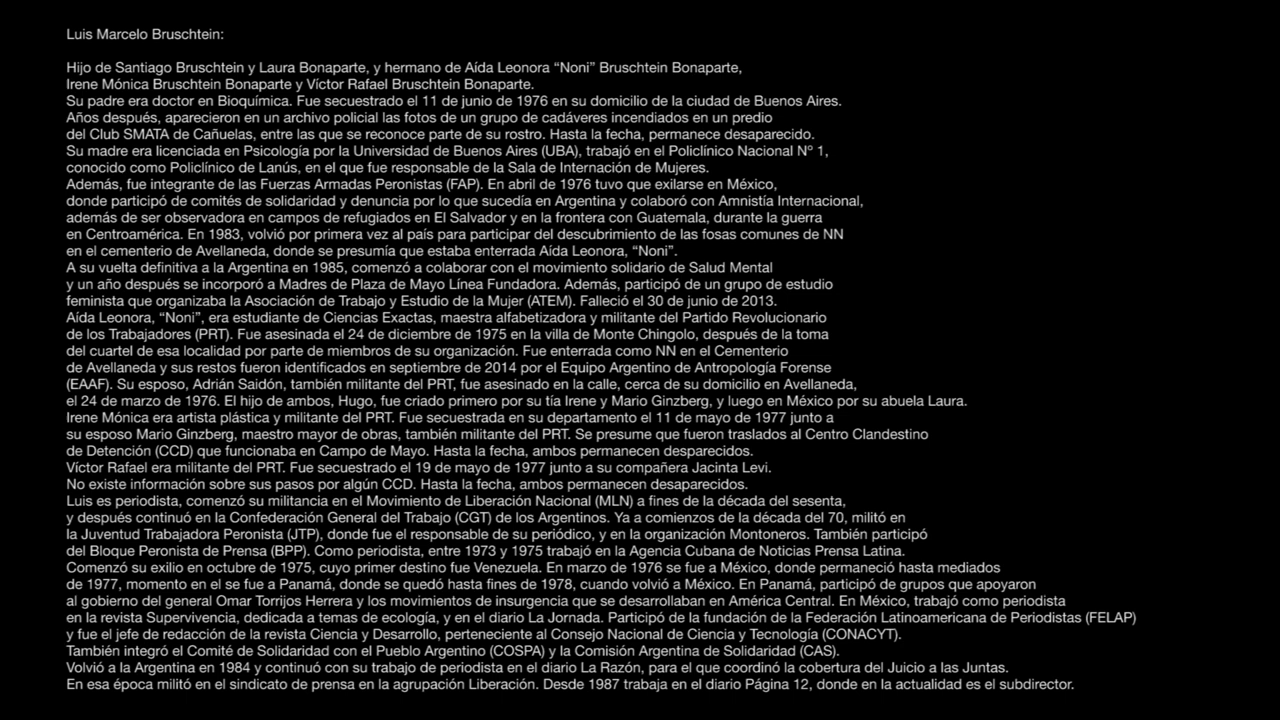 Luis Marcelo Bruschtein:
Hijo de Santiago Bruschtein y Laura Bonaparte, y hermano de Aída Leonora “Noni” Bruschtein Bonaparte,
Irene Mónica Bruschtein Bonaparte y Víctor Rafael Bruschtein Bonaparte.
Su padre era doctor en Bioquímica. Fue secuestrado el 11 de junio de 1976 en su domicilio de la ciudad de Buenos Aires.
Años después, aparecieron en un archivo policial las fotos de un grupo de cadáveres incendiados en un predio
del Club SMATA de Cañuelas, entre las que se reconoce parte de su rostro. Hasta la fecha, permanece desaparecido.
Su madre era licenciada en Psicología por la Universidad de Buenos Aires (UBA), trabajó en el Policlínico Nacional Nº 1,
conocido como Policlínico de Lanús, en el que fue responsable de la Sala de Internación de Mujeres.
Además, fue integrante de las Fuerzas Armadas Peronistas (FAP). En abril de 1976 tuvo que exilarse en México,
donde participó de comités de solidaridad y denuncia por lo que sucedía en Argentina y colaboró con Amnistía Internacional,
además de ser observadora en campos de refugiados en El Salvador y en la frontera con Guatemala, durante la guerra
en Centroamérica. En 1983, volvió por primera vez al país para participar del descubrimiento de las fosas comunes de NN
en el cementerio de Avellaneda, donde se presumía que estaba enterrada Aída Leonora, “Noni”.
A su vuelta definitiva a la Argentina en 1985, comenzó a colaborar con el movimiento solidario de Salud Mental
y un año después se incorporó a Madres de Plaza de Mayo Línea Fundadora. Además, participó de un grupo de estudio
feminista que organizaba la Asociación de Trabajo y Estudio de la Mujer (ATEM). Falleció el 30 de junio de 2013.
Aída Leonora, “Noni”, era estudiante de Ciencias Exactas, maestra alfabetizadora y militante del Partido Revolucionario
de los Trabajadores (PRT). Fue asesinada el 24 de diciembre de 1975 en la villa de Monte Chingolo, después de la toma
del cuartel de esa localidad por parte de miembros de su organización. Fue enterrada como NN en el Cementerio
de Avellaneda y sus restos fueron identificados en septiembre de 2014 por el Equipo Argentino de Antropología Forense
(EAAF). Su esposo, Adrián Saidón, también militante del PRT, fue asesinado en la calle, cerca de su domicilio en Avellaneda,
el 24 de marzo de 1976. El hijo de ambos, Hugo, fue criado primero por su tía Irene y Mario Ginzberg, y luego en México por su abuela Laura.
Irene Mónica era artista plástica y militante del PRT. Fue secuestrada en su departamento el 11 de mayo de 1977 junto a
su esposo Mario Ginzberg, maestro mayor de obras, también militante del PRT. Se presume que fueron traslados al Centro Clandestino
de Detención (CCD) que funcionaba en Campo de Mayo. Hasta la fecha, ambos permanecen desparecidos.
Víctor Rafael era militante del PRT. Fue secuestrado el 19 de mayo de 1977 junto a su compañera Jacinta Levi.
No existe información sobre sus pasos por algún CCD. Hasta la fecha, ambos permanecen desaparecidos.
Luis es periodista, comenzó su militancia en el Movimiento de Liberación Nacional (MLN) a fines de la década del sesenta,
y después continuó en la Confederación General del Trabajo (CGT) de los Argentinos. Ya a comienzos de la década del 70, militó en
la Juventud Trabajadora Peronista (JTP), donde fue el responsable de su periódico, y en la organización Montoneros. También participó
del Bloque Peronista de Prensa (BPP). Como periodista, entre 1973 y 1975 trabajó en la Agencia Cubana de Noticias Prensa Latina.
Comenzó su exilio en octubre de 1975, cuyo primer destino fue Venezuela. En marzo de 1976 se fue a México, donde permaneció hasta mediados
de 1977, momento en el se fue a Panamá, donde se quedó hasta fines de 1978, cuando volvió a México. En Panamá, participó de grupos que apoyaron
al gobierno del general Omar Torrijos Herrera y los movimientos de insurgencia que se desarrollaban en América Central. En México, trabajó como periodista
en la revista Supervivencia, dedicada a temas de ecología, y en el diario La Jornada. Participó de la fundación de la Federación Latinoamericana de Periodistas (FELAP)
y fue el jefe de redacción de la revista Ciencia y Desarrollo, perteneciente al Consejo Nacional de Ciencia y Tecnología (CONACYT).
También integró el Comité de Solidaridad con el Pueblo Argentino (COSPA) y la Comisión Argentina de Solidaridad (CAS).
Volvió a la Argentina en 1984 y continuó con su trabajo de periodista en el diario La Razón, para el que coordinó la cobertura del Juicio a las Juntas.
En esa época militó en el sindicato de prensa en la agrupación Liberación. Desde 1987 trabaja en el diario Página 12, donde en la actualidad es el subdirector.